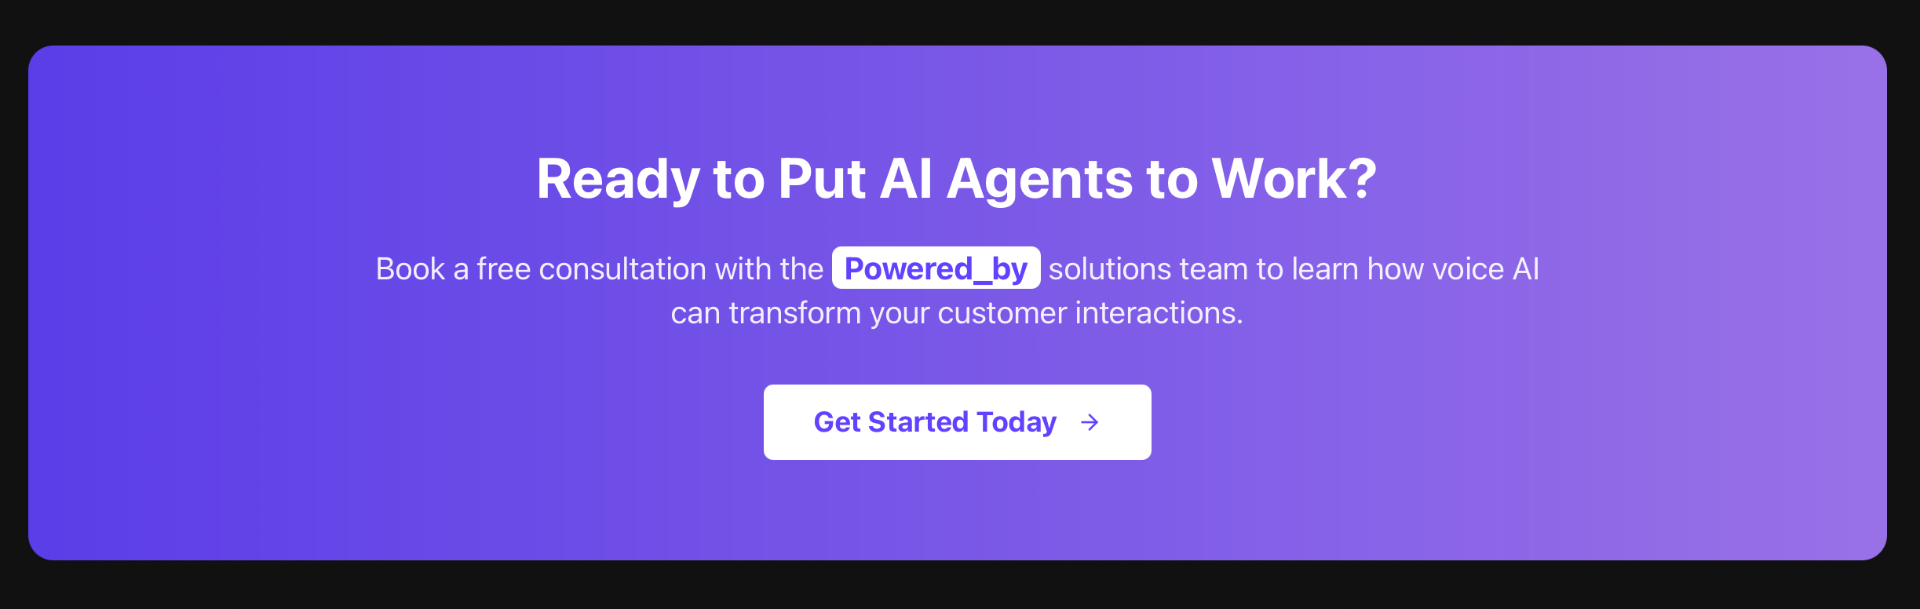 Ready to Put AI Agents to Work?
Book a free consultation with the Powered_by solutions team to learn how voice AI
can transform your customer interactions.
Get Started Today →